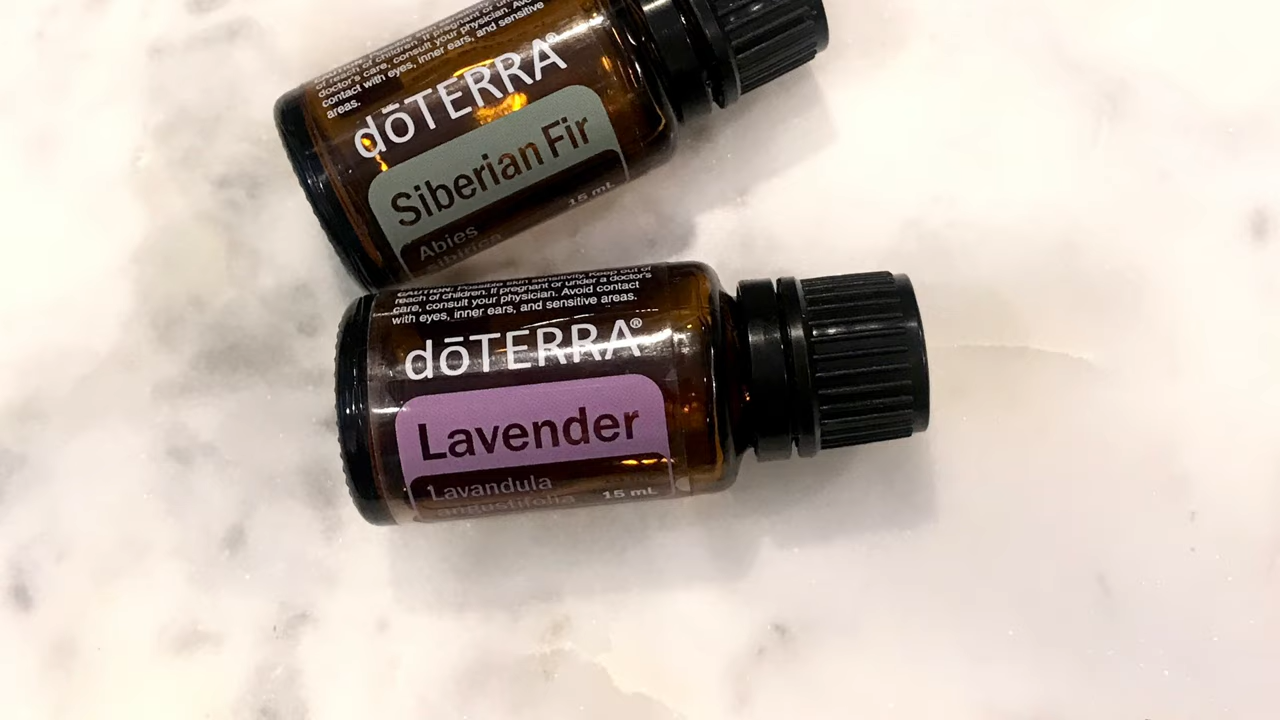 of reach of children. If pregnant or under a
doctor's care, consult your physician. Avoid
contact with eyes, inner ears, and sensitive
areas.
dōTERRA®
Siberian Fir
Abies
sibirica
15 mL
CAUTION: Possible skin sensitivity. Keep out of
reach of children. If pregnant or under a doctor's
care, consult your physician. Avoid contact
with eyes, inner ears, and sensitive areas.
dōTERRA®
Lavender
Lavandula
angustifolia
15 mL